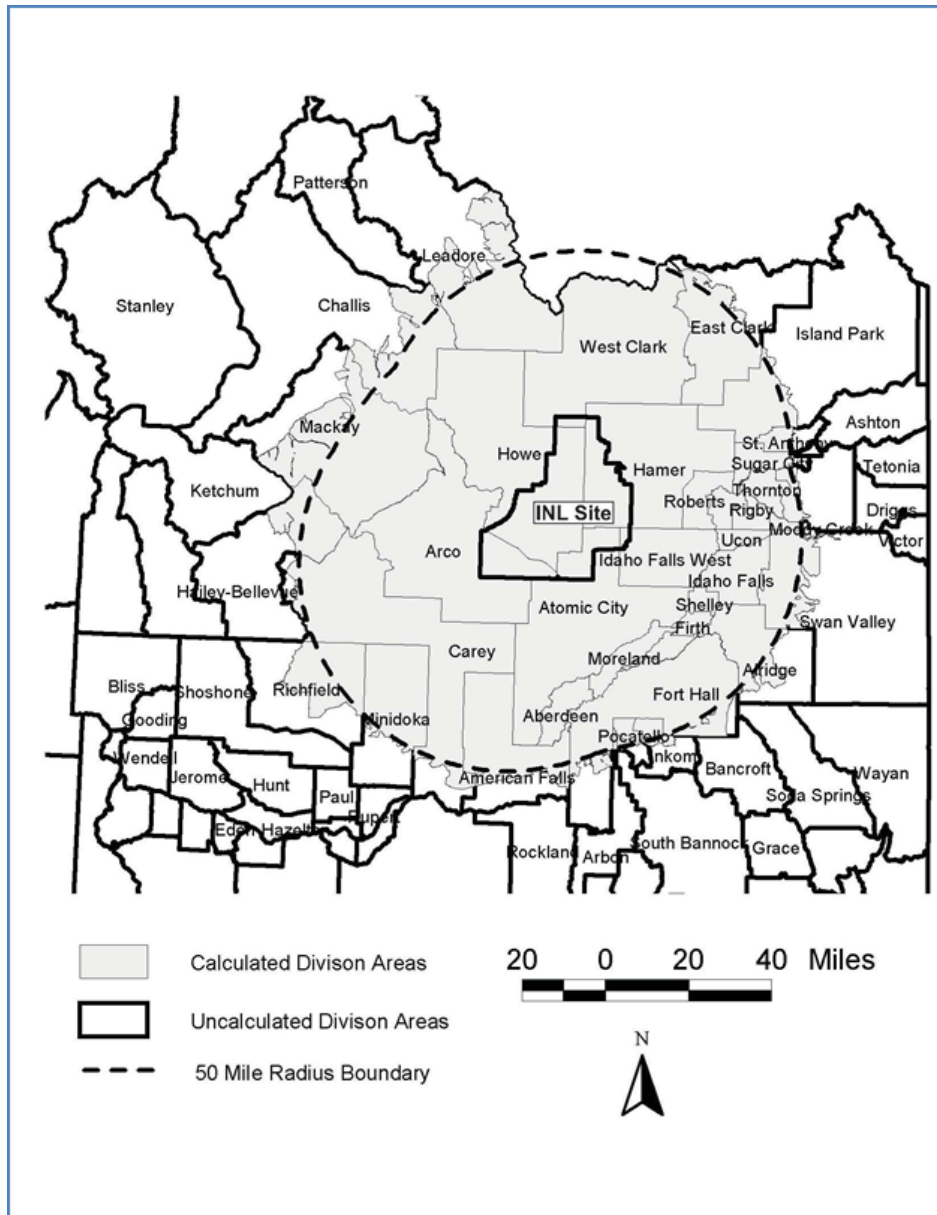 Patterson
Leadore
Stanley
Challis
East Clark
Island Park
West Clark
Mackay
Ashton
St. Anthony
Howe
Sugar City
Tetonia
Hamer
Ketchum
Thornton
Roberts
Rigby
Driggs
INL Site
Moody Creek
Ucon
Victor
Arco
Idaho Falls West
Idaho Falls
Hailey-Bellevue
Atomic City
Shelley
Swan Valley
Firth
Carey
Moreland
Alridge
Bliss
Shoshone
Richfield
Fort Hall
Gooding
Minidoka
Aberdeen
Pocatello
Wendell
Inkom
Bancroft
Wayan
Jerome
Hunt
American Falls
Paul
Soda Springs
Rupert
Eden Hazelto
South Bannock
Grace
Rockland
Arbon
Calculated Divison Areas
20 0 20 40 Miles
Uncalculated Divison Areas
N
50 Mile Radius Boundary